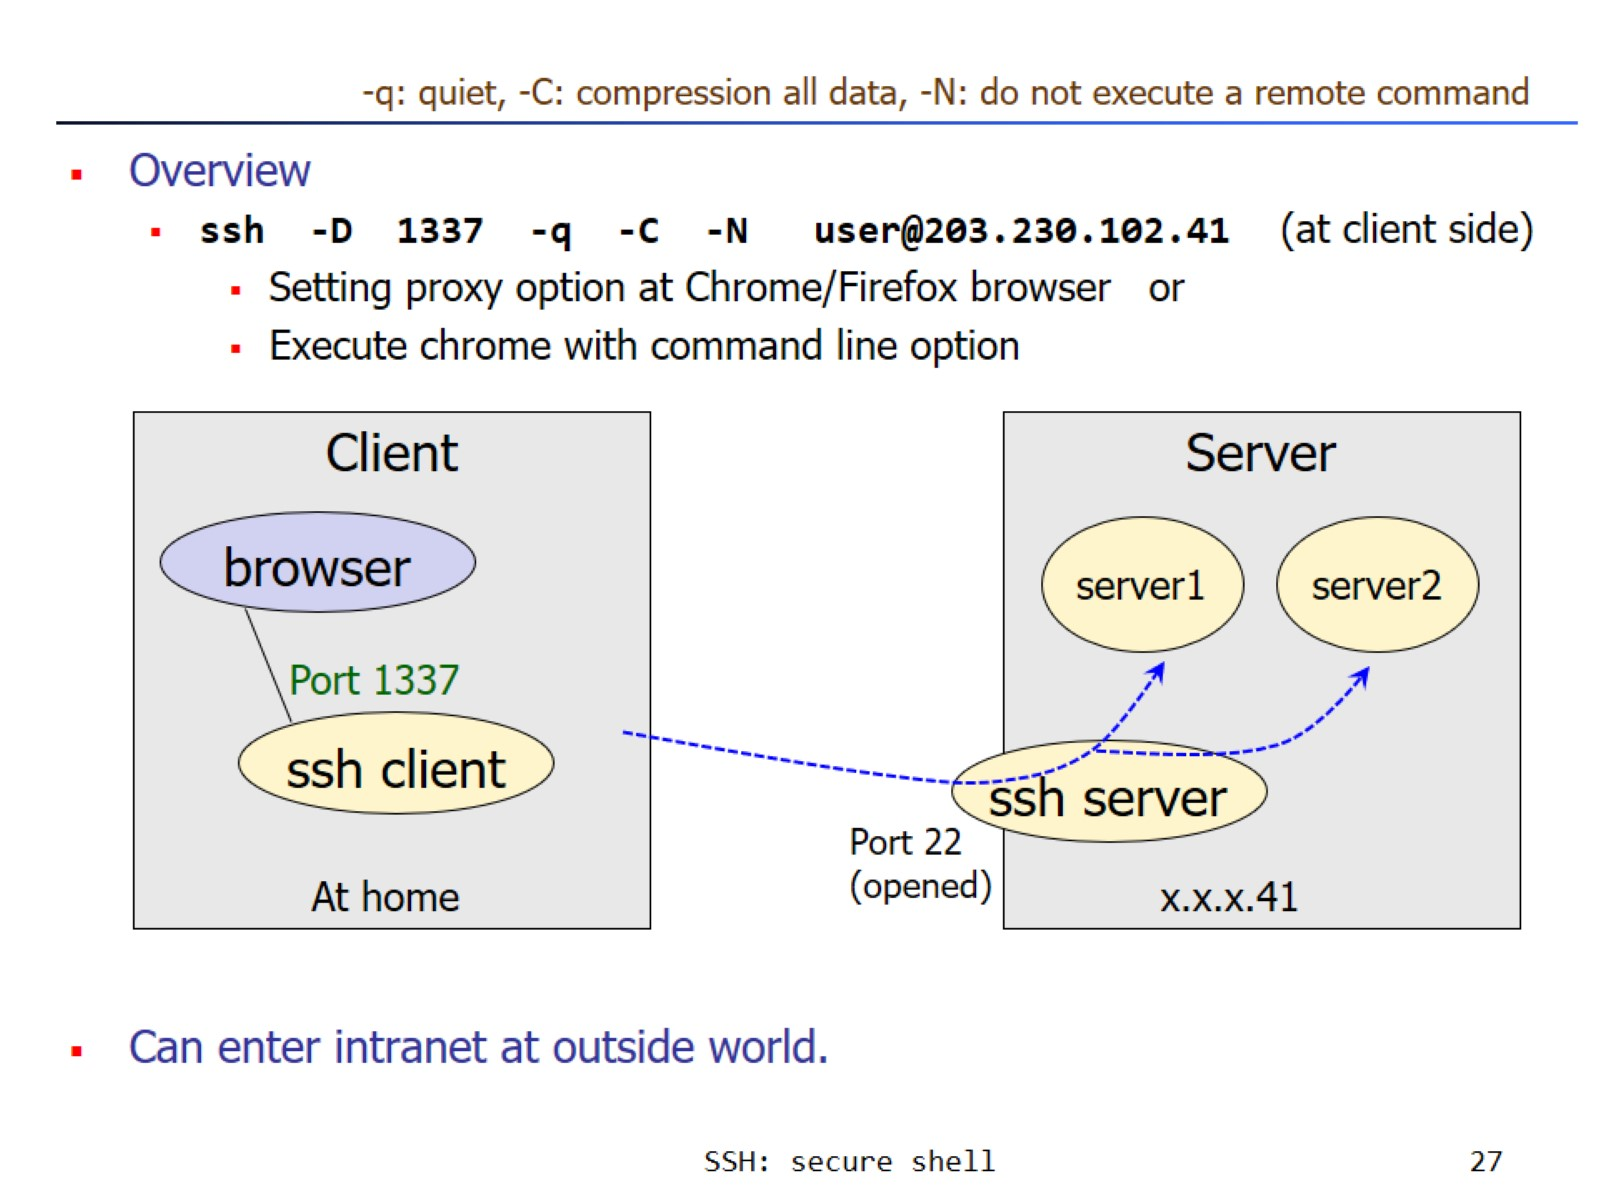 -q: quiet, -C: compression all data, -N: do not execute a remote command
Overview
ssh -D 1337 -q -C -N user@203.230.102.41 (at client side)
Setting proxy option at Chrome/Firefox browser or
Execute chrome with command line option
Client
browser
Port 1337
ssh client
At home
Server
server1 server2
ssh server
Port 22
(opened)
x.x.x.41
Can enter intranet at outside world.
SSH: secure shell 27